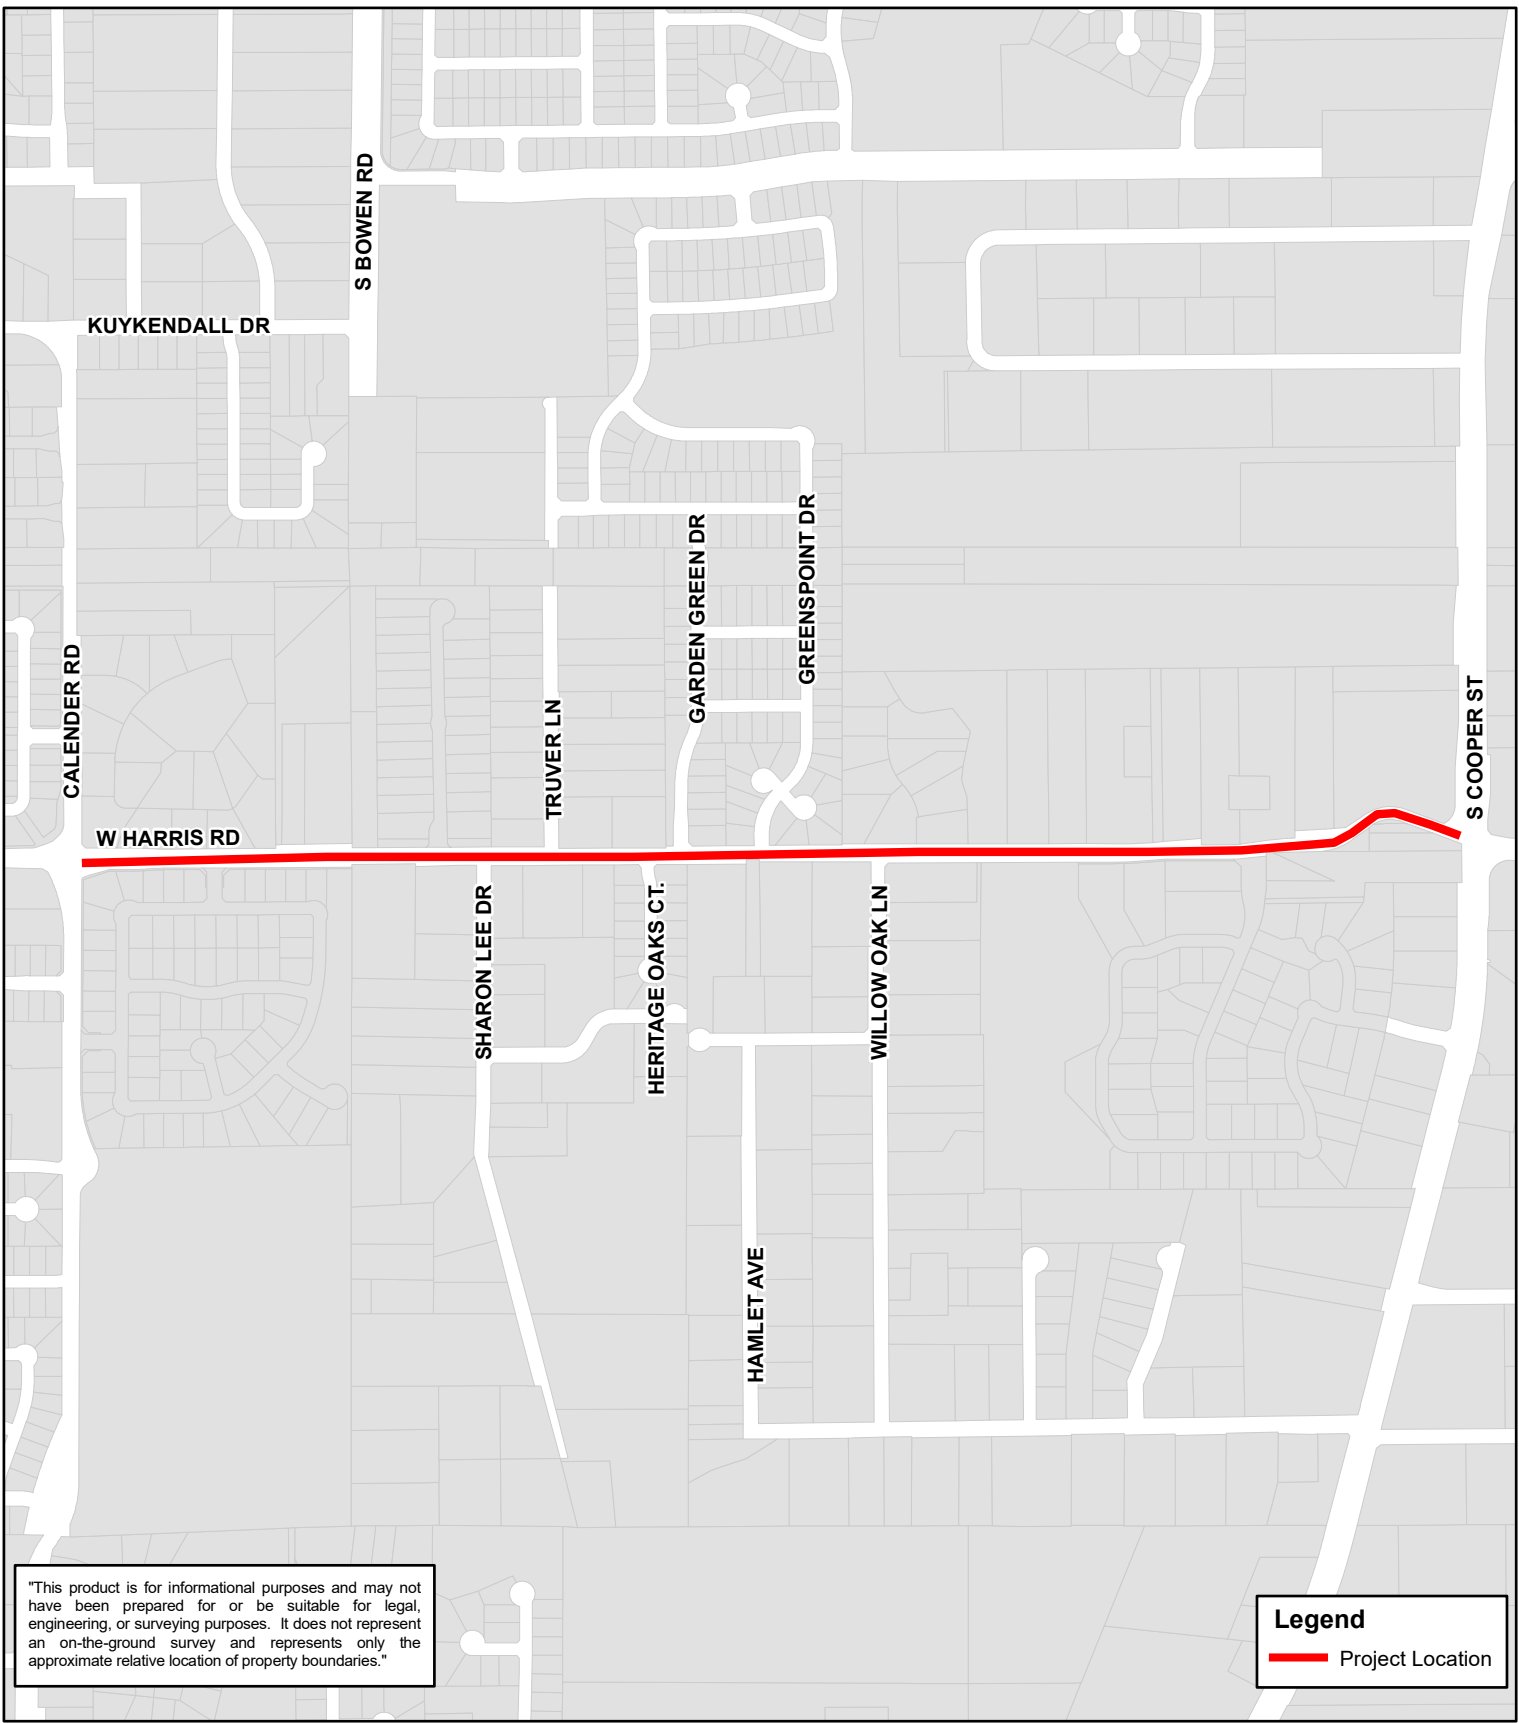 S BOWEN RD
KUYKENDALL DR
GARDEN GREEN DR
GREENSPOINT DR
CALENDER RD
TRUVER LN
S COOPER ST
W HARRIS RD
SHARON LEE DR
HERITAGE OAKS CT.
WILLOW OAK LN
HAMLET AVE
"This product is for informational purposes and may not
have been prepared for or be suitable for legal,
engineering, or surveying purposes. It does not represent
an on-the-ground survey and represents only the
approximate relative location of property boundaries."
Legend
Project Location